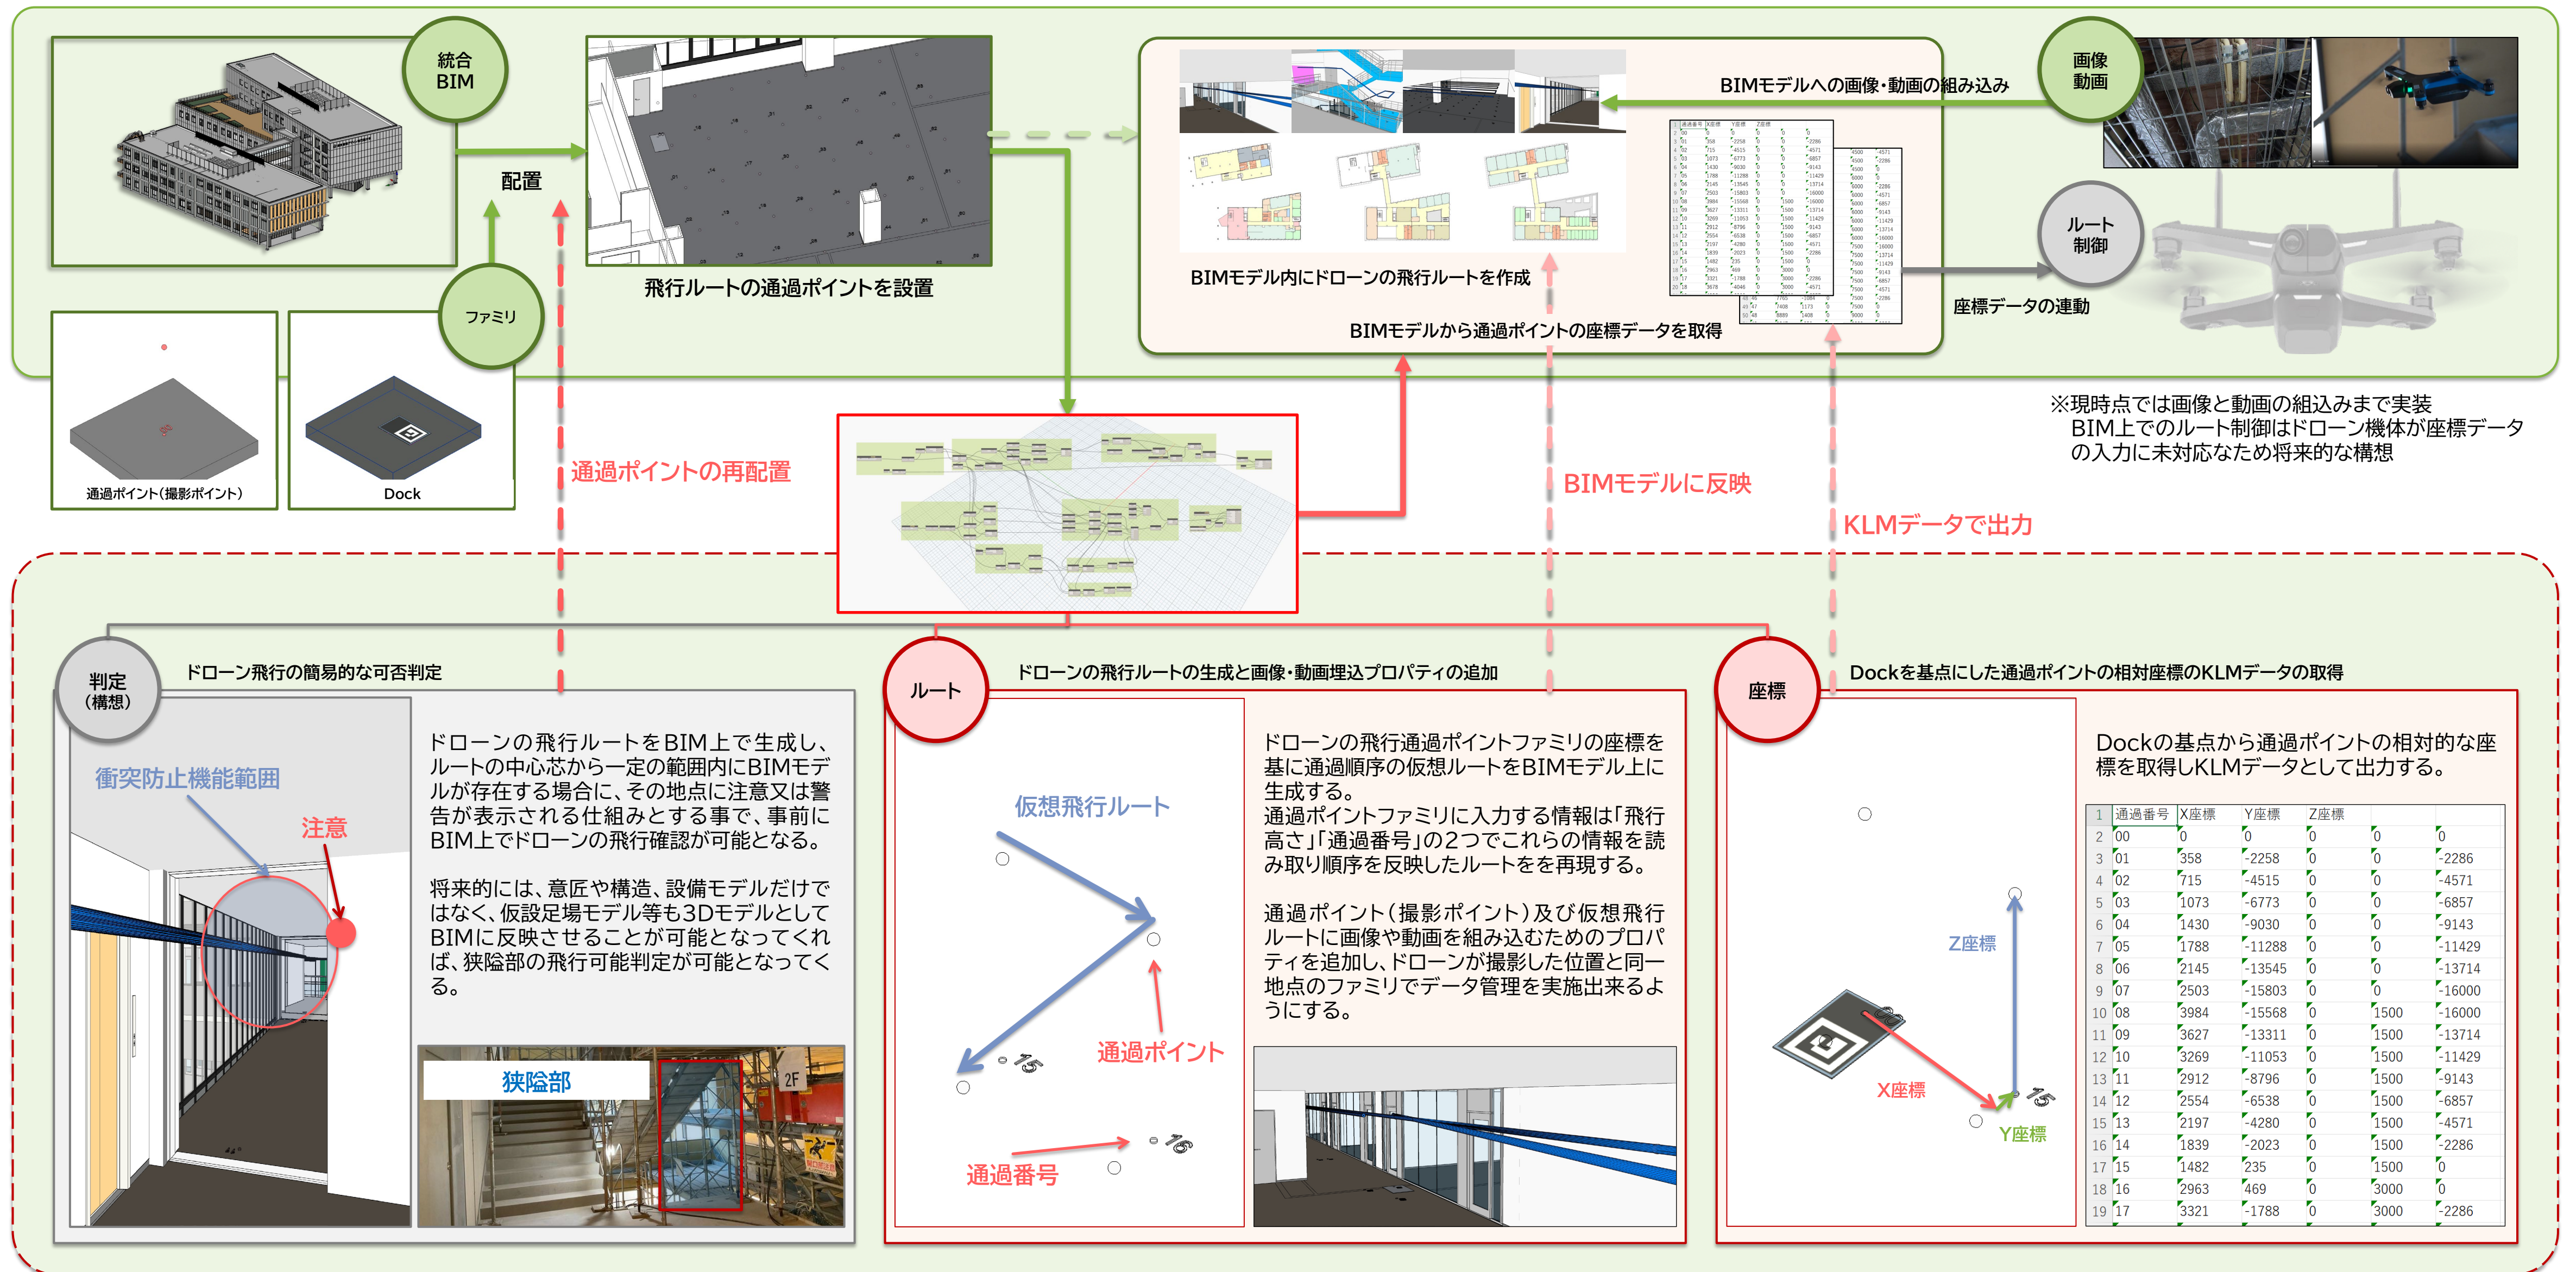 統合
BIM
配置
ファミリ
通過ポイント(撮影ポイント)
Dock
飛行ルートの通過ポイントを設置
BIMモデルへの画像・動画の組み込み
画像
動画
BIMモデル内にドローンの飛行ルートを作成
BIMモデルから通過ポイントの座標データを取得
ルート
制御
座標データの連動
※現時点では画像と動画の組込みまで実装
BIM上でのルート制御はドローン機体が座標データ
の入力に未対応なため将来的な構想
通過ポイントの再配置
BIMモデルに反映
KLMデータで出力
判定
(構想)
ドローン飛行の簡易的な可否判定
衝突防止機能範囲
注意
ドローンの飛行ルートをBIM上で生成し、
ルートの中心芯から一定の範囲内にBIMモデ
ルが存在する場合に、その地点に注意又は警
告が表示される仕組みとする事で、事前に
BIM上でドローンの飛行確認が可能となる。
将来的には、意匠や構造、設備モデルだけで
はなく、仮設足場モデル等も3Dモデルとして
BIMに反映させることが可能となってくれ
ば、狭隘部の飛行可能判定が可能となってく
る。
狭隘部
2F
ルート
ドローンの飛行ルートの生成と画像・動画埋込プロパティの追加
仮想飛行ルート
15
通過ポイント
16
通過番号
ドローンの飛行通過ポイントファミリの座標を
基に通過順序の仮想ルートをBIMモデル上に
生成する。
通過ポイントファミリに入力する情報は「飛行
高さ」「通過番号」の2つでこれらの情報を読
み取り順序を反映したルートをを再現する。
通過ポイント(撮影ポイント)及び仮想飛行
ルートに画像や動画を組み込むためのプロパ
ティを追加し、ドローンが撮影した位置と同一
地点のファミリでデータ管理を実施出来るよ
うにする。
座標
Dockを基点にした通過ポイントの相対座標のKLMデータの取得
Z座標
X座標
Y座標
15
Dockの基点から通過ポイントの相対的な座
標を取得しKLMデータとして出力する。
1 通過番号 X座標 Y座標 Z座標
2 00 0 0 0 0 0
3 01 358 -2258 0 0 -2286
4 02 715 -4515 0 0 -4571
5 03 1073 -6773 0 0 -6857
6 04 1430 -9030 0 0 -9143
7 05 1788 -11288 0 0 -11429
8 06 2145 -13545 0 0 -13714
9 07 2503 -15803 0 0 -16000
10 08 3984 -15568 0 1500 -16000
11 09 3627 -13311 0 1500 -13714
12 10 3269 -11053 0 1500 -11429
13 11 2912 -8796 0 1500 -9143
14 12 2554 -6538 0 1500 -6857
15 13 2197 -4280 0 1500 -4571
16 14 1839 -2023 0 1500 -2286
17 15 1482 235 0 1500 0
18 16 2963 469 0 3000 0
19 17 3321 -1788 0 3000 -2286